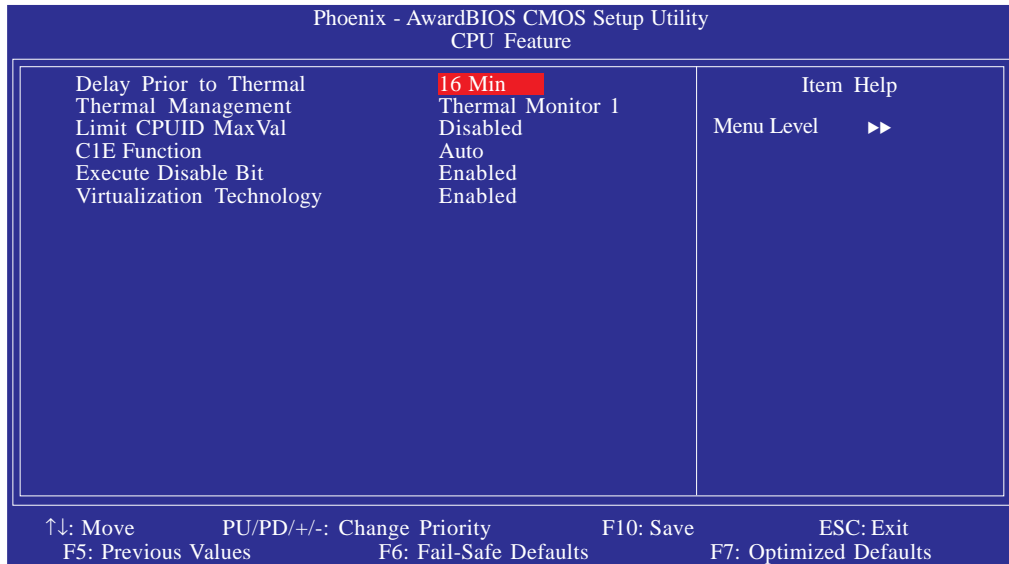 Phoenix - AwardBIOS CMOS Setup Utility
CPU Feature
Delay Prior to Thermal 16 Min
Thermal Management Thermal Monitor 1
Limit CPUID MaxVal Disabled
C1E Function Auto
Execute Disable Bit Enabled
Virtualization Technology Enabled
Item Help
Menu Level ►►
↑↓: Move PU/PD/+/-: Change Priority F10: Save ESC: Exit
F5: Previous Values F6: Fail-Safe Defaults F7: Optimized Defaults